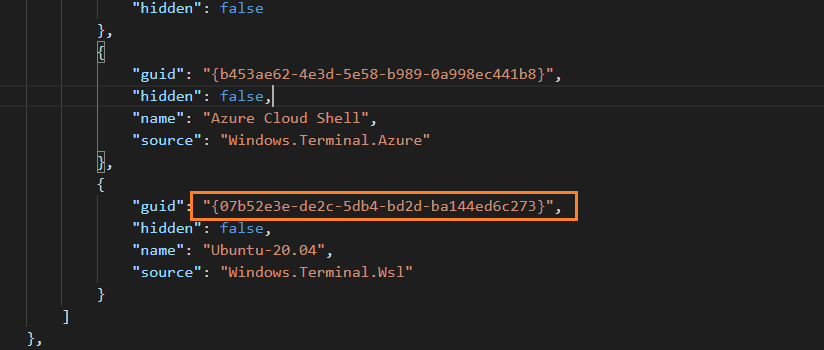 "hidden": false
},
{
"guid": "{b453ae62-4e3d-5e58-b989-0a998ec441b8}",
"hidden": false,
"name": "Azure Cloud Shell",
"source": "Windows.Terminal.Azure"
},
{
"guid": "{07b52e3e-de2c-5db4-bd2d-ba144ed6c273}",
"hidden": false,
"name": "Ubuntu-20.04",
"source": "Windows.Terminal.Wsl"
}
]
},